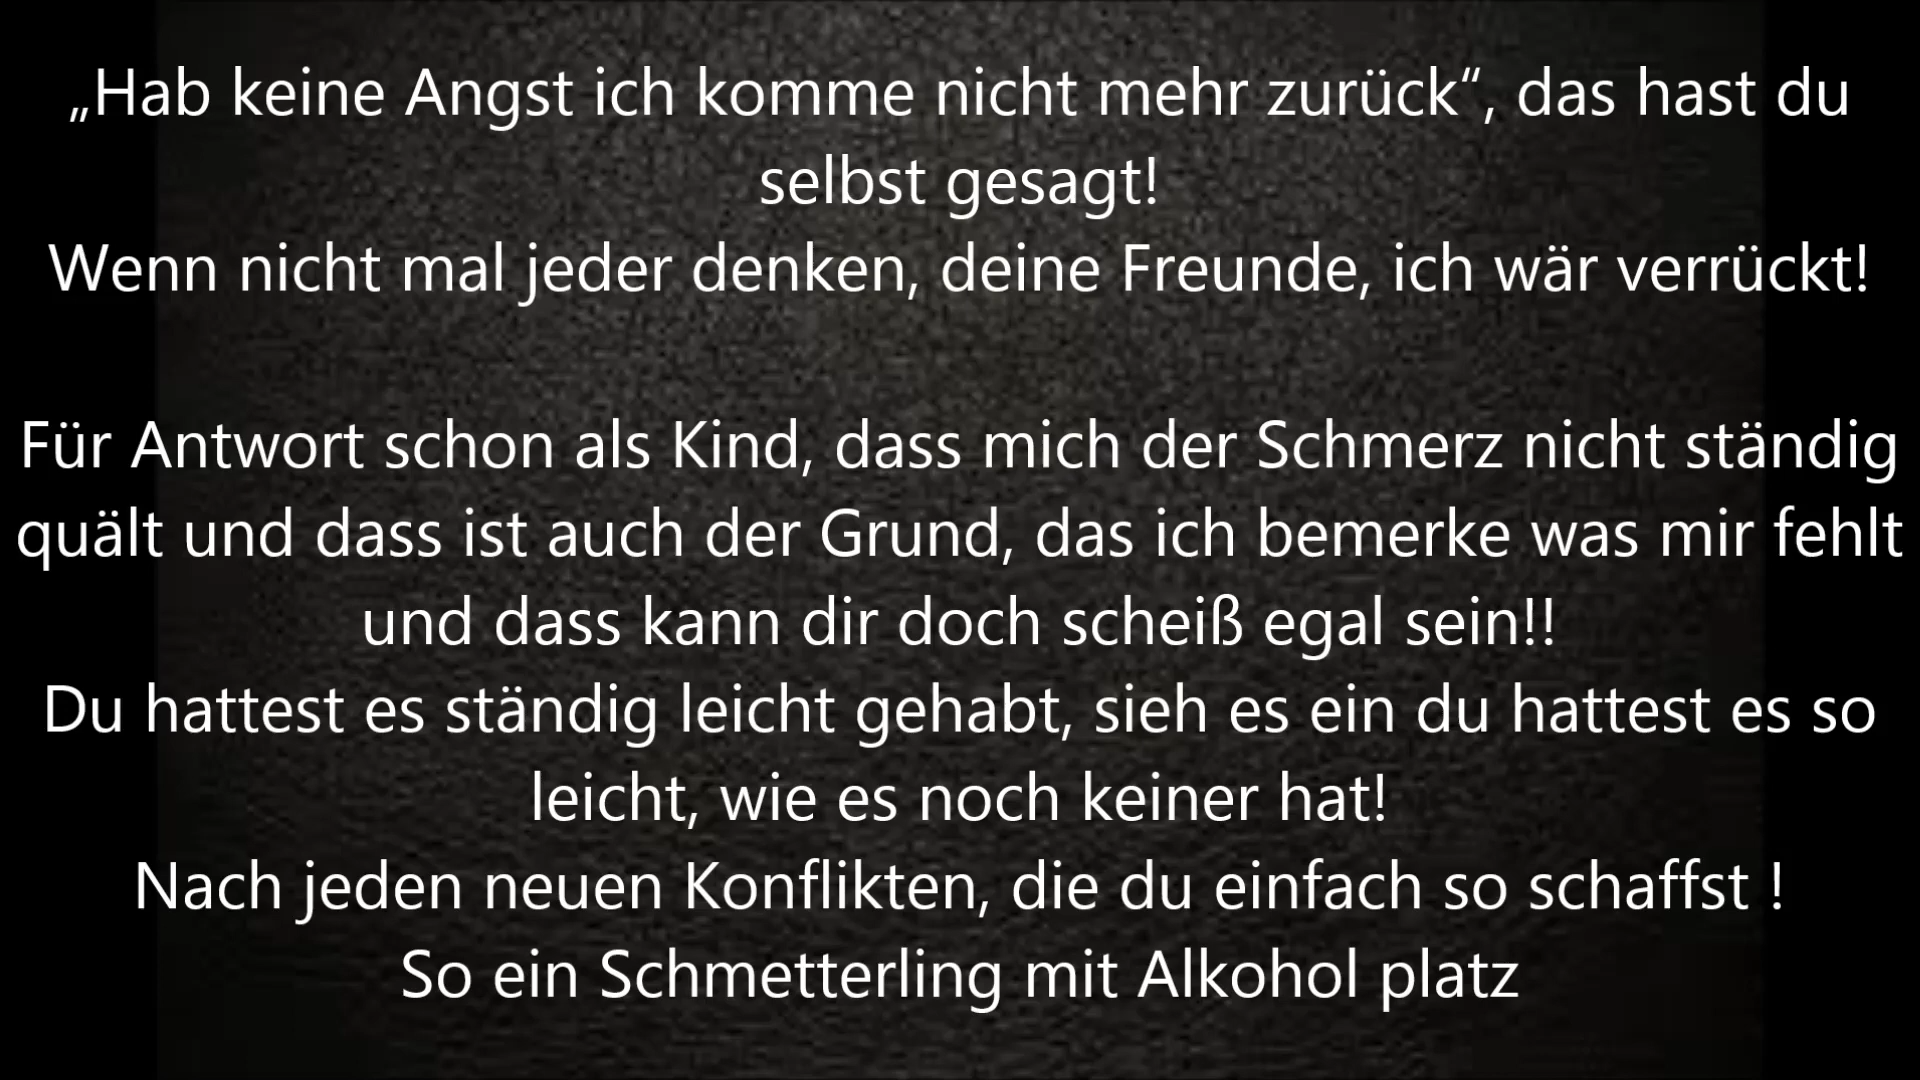 „Hab keine Angst ich komme nicht mehr zurück“, das hast du
selbst gesagt!
Wenn nicht mal jeder denken, deine Freunde, ich wär verrückt!
Für Antwort schon als Kind, dass mich der Schmerz nicht ständig
quält und dass ist auch der Grund, das ich bemerke was mir fehlt
und dass kann dir doch scheiß egal sein!!
Du hattest es ständig leicht gehabt, sieh es ein du hattest es so
leicht, wie es noch keiner hat!
Nach jeden neuen Konflikten, die du einfach so schaffst !
So ein Schmetterling mit Alkohol platz